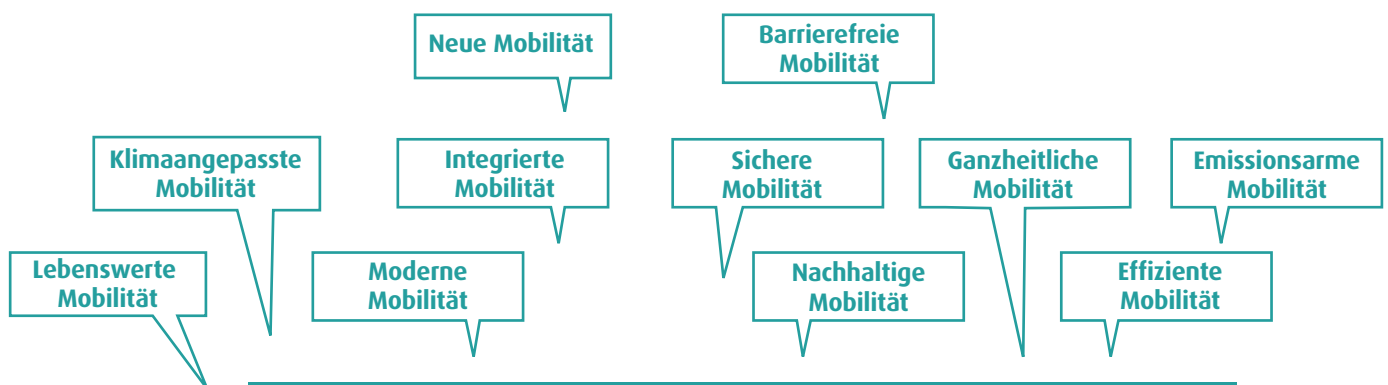 Neue Mobilität
Barrierefreie
Mobilität
Klimaangepasste
Mobilität
Integrierte
Mobilität
Sichere
Mobilität
Ganzheitliche
Mobilität
Emissionsarme
Mobilität
Lebenswerte
Mobilität
Moderne
Mobilität
Nachhaltige
Mobilität
Effiziente
Mobilität